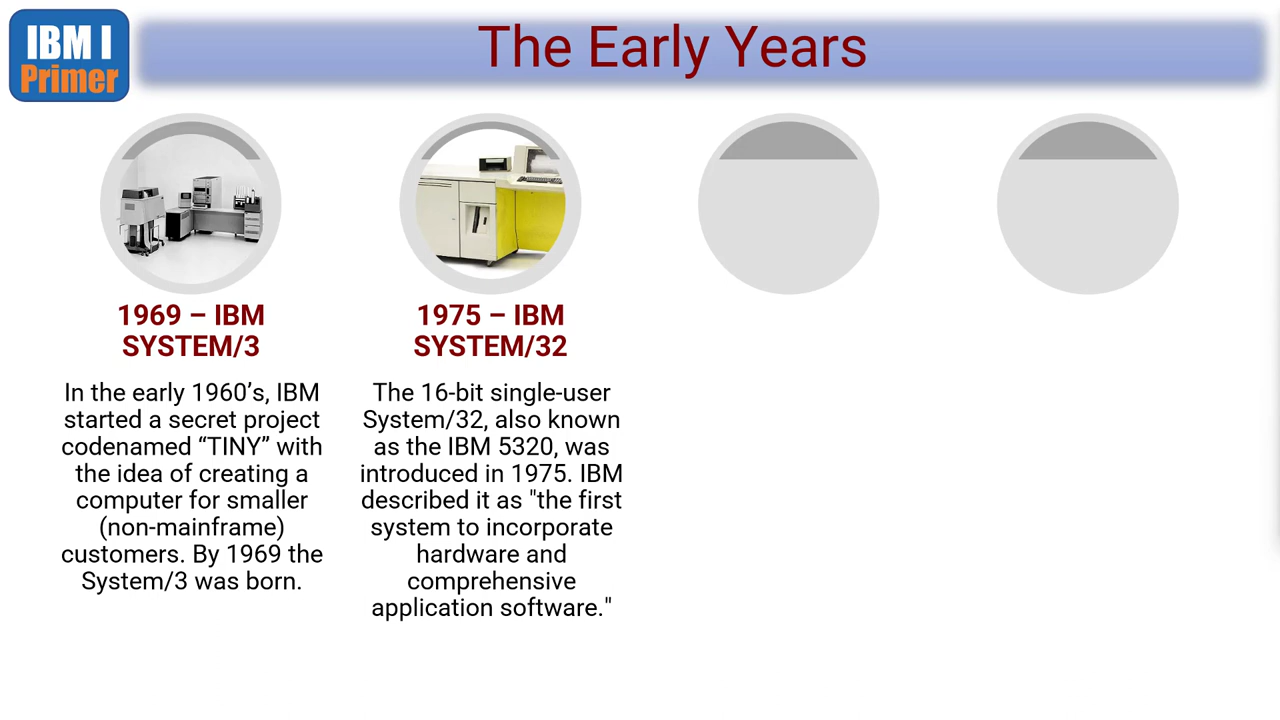 IBM I
Primer
The Early Years
1969 – IBM
SYSTEM/3
In the early 1960’s, IBM
started a secret project
codenamed “TINY” with
the idea of creating a
computer for smaller
(non-mainframe)
customers. By 1969 the
System/3 was born.
1975 – IBM
SYSTEM/32
The 16-bit single-user
System/32, also known
as the IBM 5320, was
introduced in 1975. IBM
described it as "the first
system to incorporate
hardware and
comprehensive
application software."